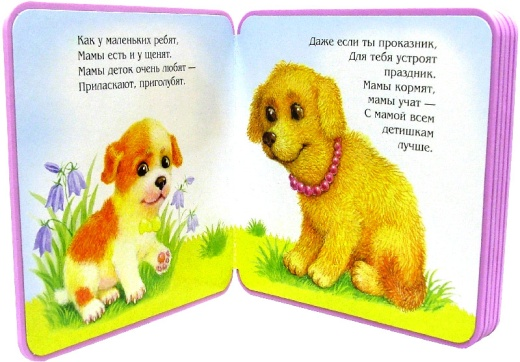 Как у маленьких ребят,
Мамы есть и у щенят.
Мамы деток очень любят —
Приласкают, приголубят.
Даже если ты проказник,
Для тебя устроят
праздник.
Мамы кормят,
мамы учат —
С мамой всем
детишкам
лучше.